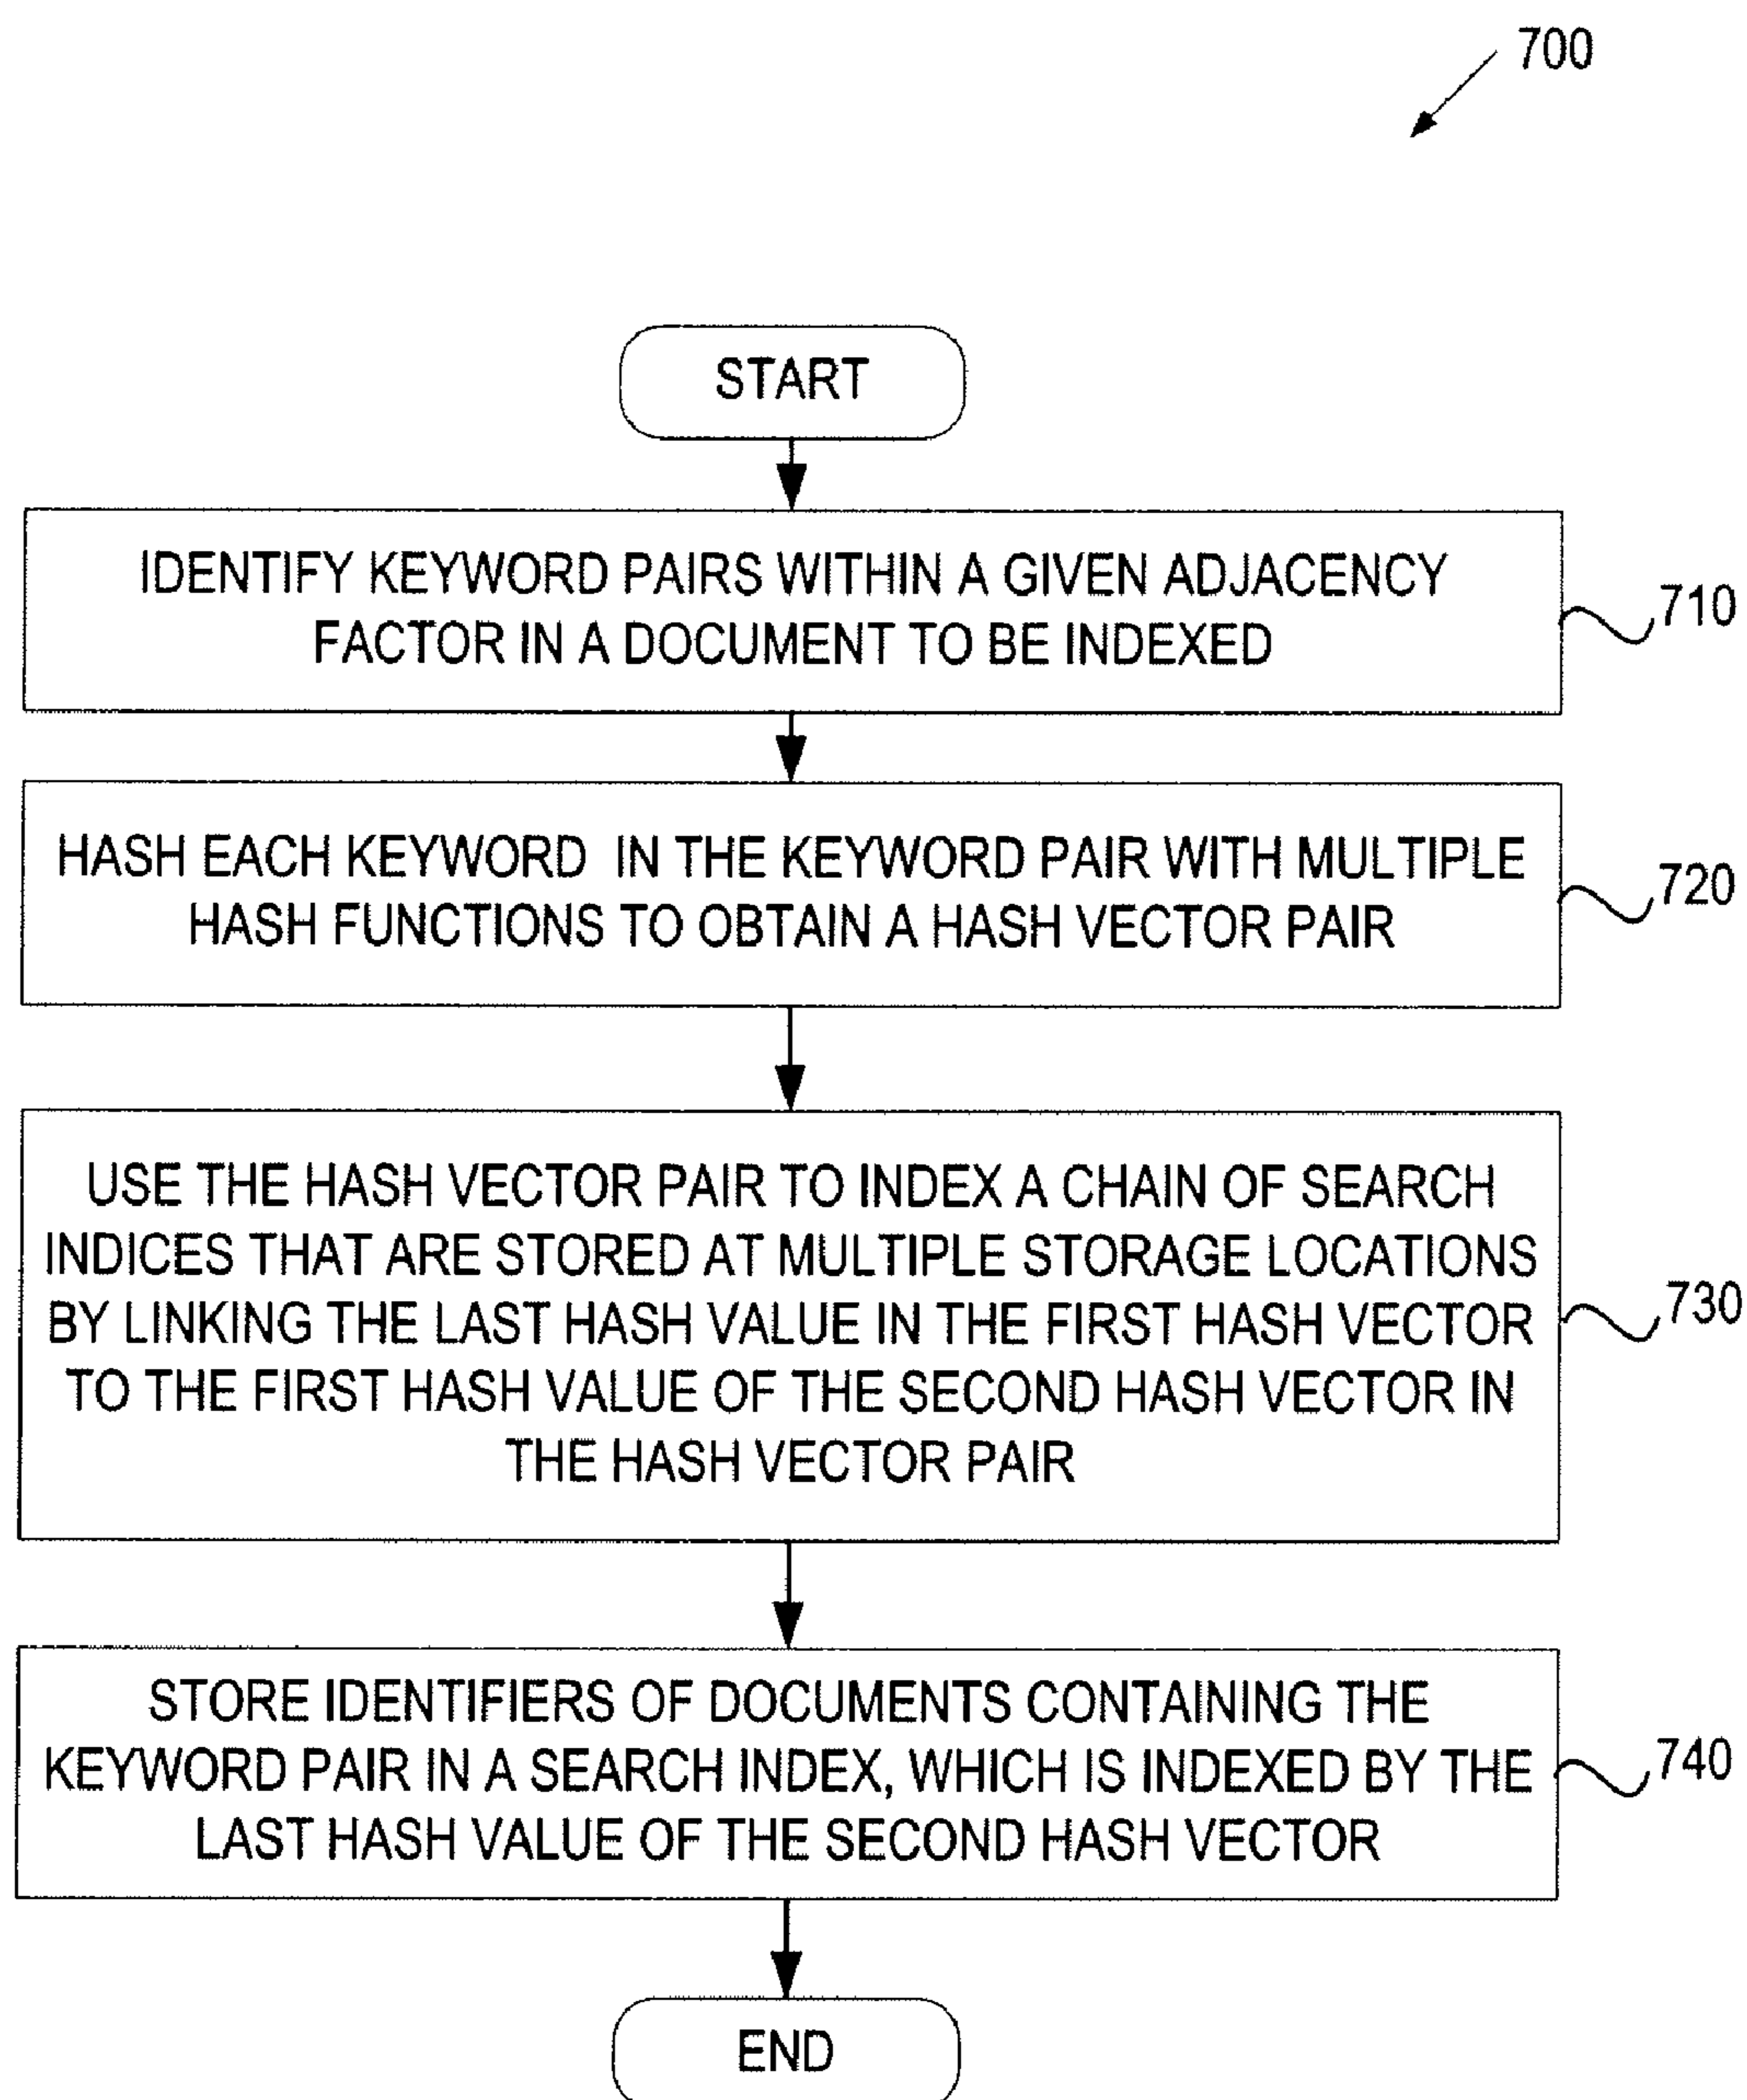 700
START
IDENTIFY KEYWORD PAIRS WITHIN A GIVEN ADJACENCY
FACTOR IN A DOCUMENT TO BE INDEXED
710
HASH EACH KEYWORD IN THE KEYWORD PAIR WITH MULTIPLE
HASH FUNCTIONS TO OBTAIN A HASH VECTOR PAIR
720
USE THE HASH VECTOR PAIR TO INDEX A CHAIN OF SEARCH
INDICES THAT ARE STORED AT MULTIPLE STORAGE LOCATIONS
BY LINKING THE LAST HASH VALUE IN THE FIRST HASH VECTOR
TO THE FIRST HASH VALUE OF THE SECOND HASH VECTOR IN
THE HASH VECTOR PAIR
730
STORE IDENTIFIERS OF DOCUMENTS CONTAINING THE
KEYWORD PAIR IN A SEARCH INDEX, WHICH IS INDEXED BY THE
LAST HASH VALUE OF THE SECOND HASH VECTOR
740
END